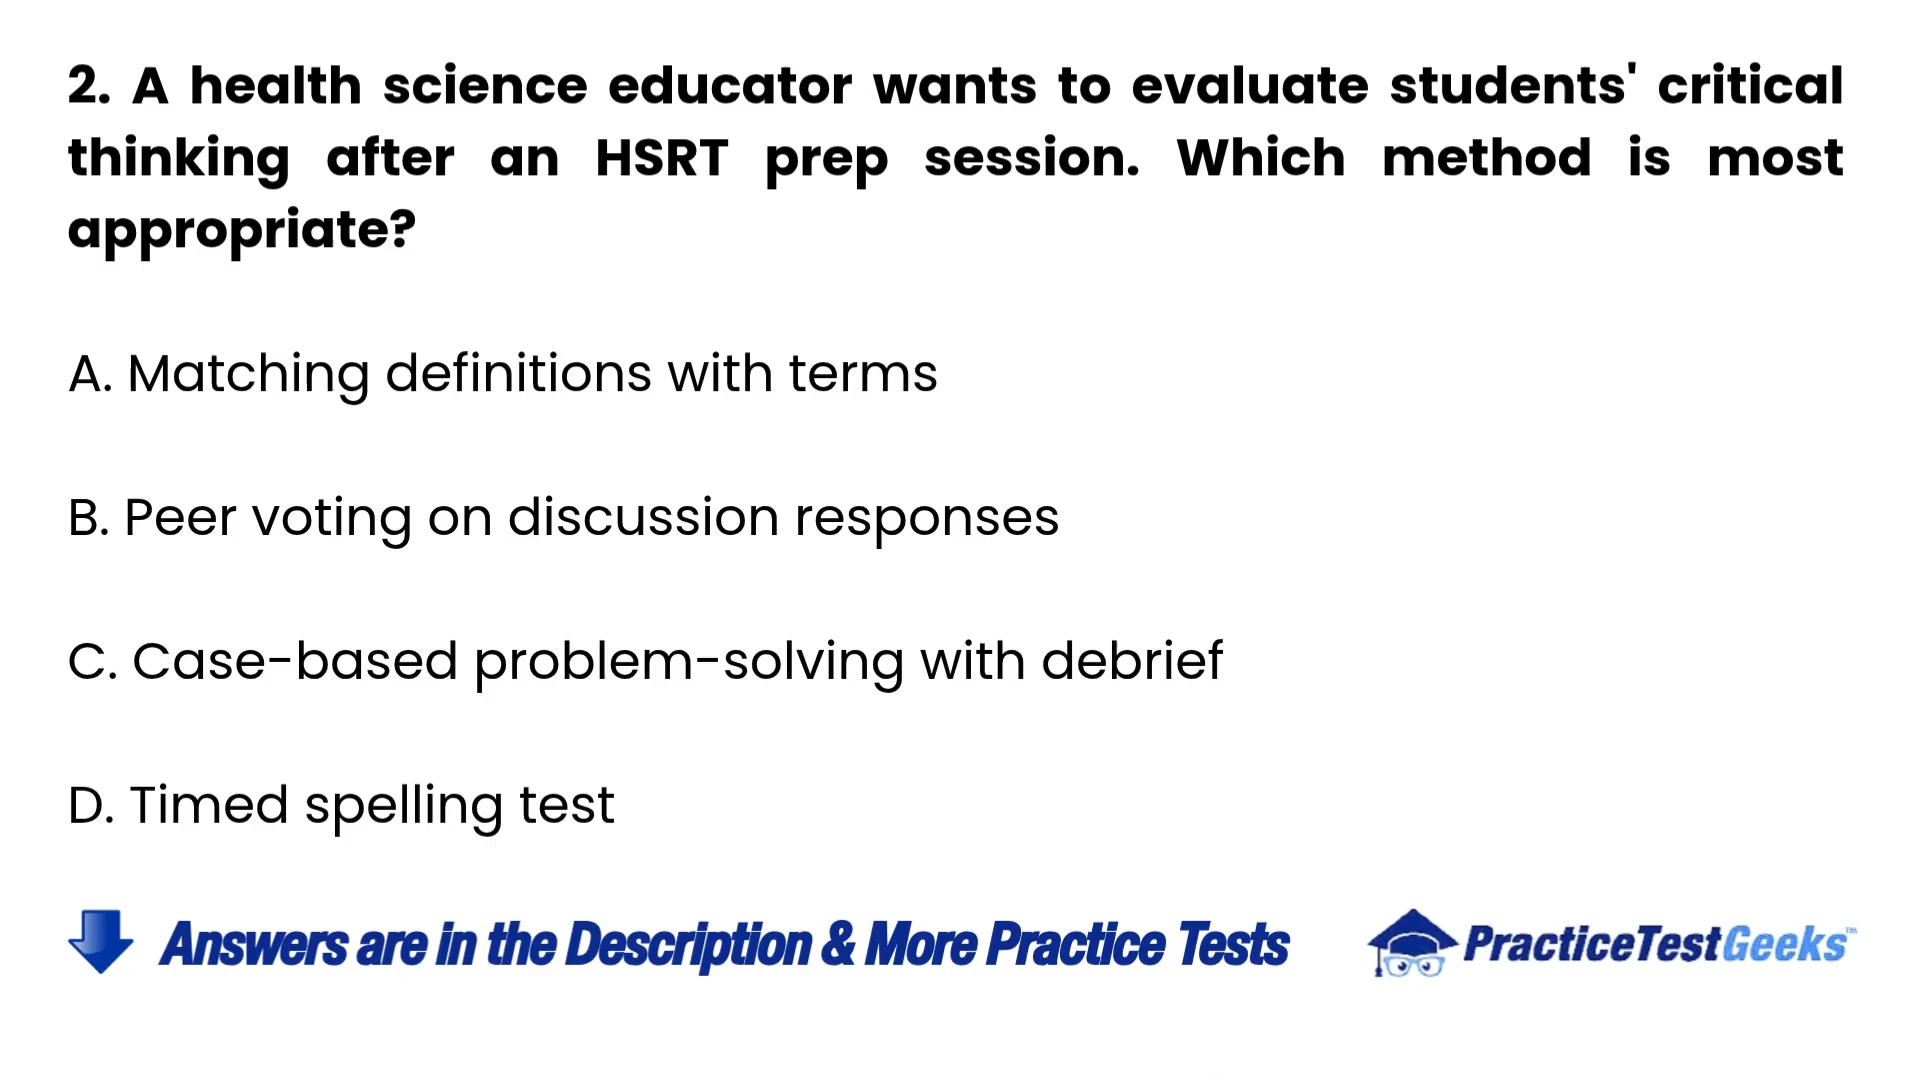 2. A health science educator wants to evaluate students' critical
thinking after an HSRT prep session. Which method is most
appropriate?
A. Matching definitions with terms
B. Peer voting on discussion responses
C. Case-based problem-solving with debrief
D. Timed spelling test
Answers are in the Description & More Practice Tests
PracticeTestGeeks™